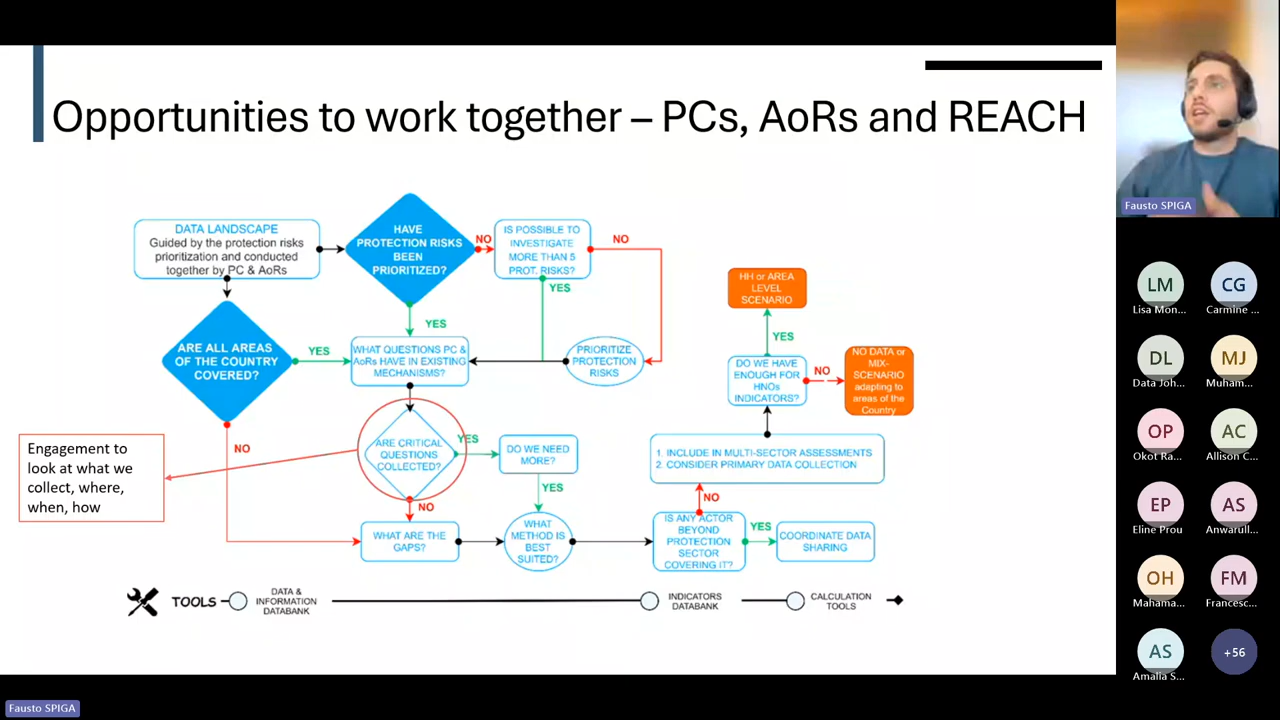 Opportunities to work together – PCs, AoRs and REACH
DATA LANDSCAPE
Guided by the protection risks
prioritization and conducted
together by PC & AoRs
HAVE
PROTECTION RISKS
BEEN
PRIORITIZED?
NO
IS POSSIBLE TO
INVESTIGATE
MORE THAN 5
PROT. RISKS?
NO
YES
YES
ARE ALL AREAS
OF THE COUNTRY
COVERED?
YES
WHAT QUESTIONS PC &
AoRs HAVE IN EXISTING
MECHANISMS?
PRIORITIZE
PROTECTION
RISKS
HH or AREA
LEVEL
SCENARIO
YES
DO WE HAVE
ENOUGH FOR
HNOs
INDICATORS?
NO
NO DATA or
MIX-
SCENARIO
adapting to
areas of the
Country
NO
Engagement to
look at what we
collect, where,
when, how
ARE CRITICAL
QUESTIONS
COLLECTED?
YES
DO WE NEED
MORE?
YES
NO
1. INCLUDE IN MULTI-SECTOR ASSESSMENTS
2. CONSIDER PRIMARY DATA COLLECTION
NO
WHAT ARE THE
GAPS?
WHAT
METHOD IS
BEST
SUITED?
IS ANY ACTOR
BEYOND
PROTECTION
SECTOR
COVERING IT?
YES
COORDINATE DATA
SHARING
TOOLS
DATA &
INFORMATION
DATABANK
INDICATORS
DATABANK
CALCULATION
TOOLS
Fausto SPIGA
LM
Lisa Mon...
CG
Carmine ...
DL
Data Joh...
MJ
Muham...
OP
Okot Ra...
AC
Allison C...
EP
Eline Prou
AS
Anwarull...
OH
Mahama...
FM
Francesc...
AS
Amalia S...
+56
Fausto SPIGA